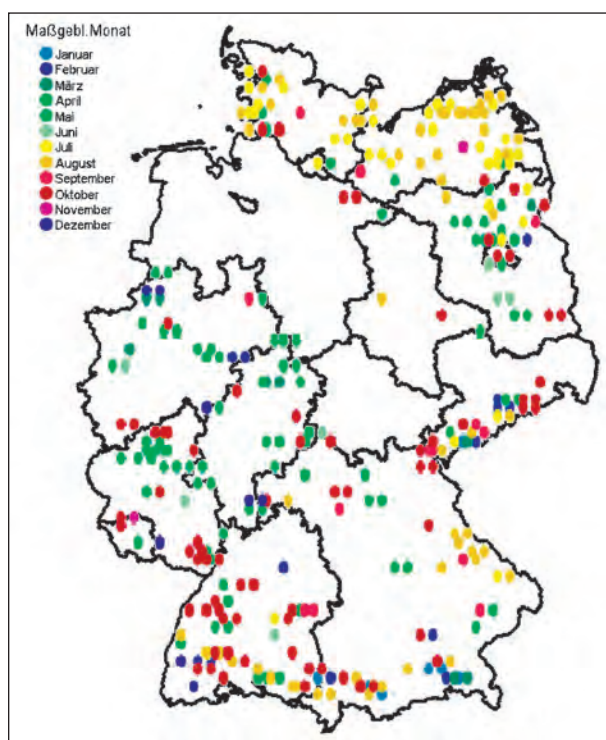 Maßgebl.Monat
Januar
Februar
März
April
Mai
Juni
Juli
August
September
Oktober
November
Dezember